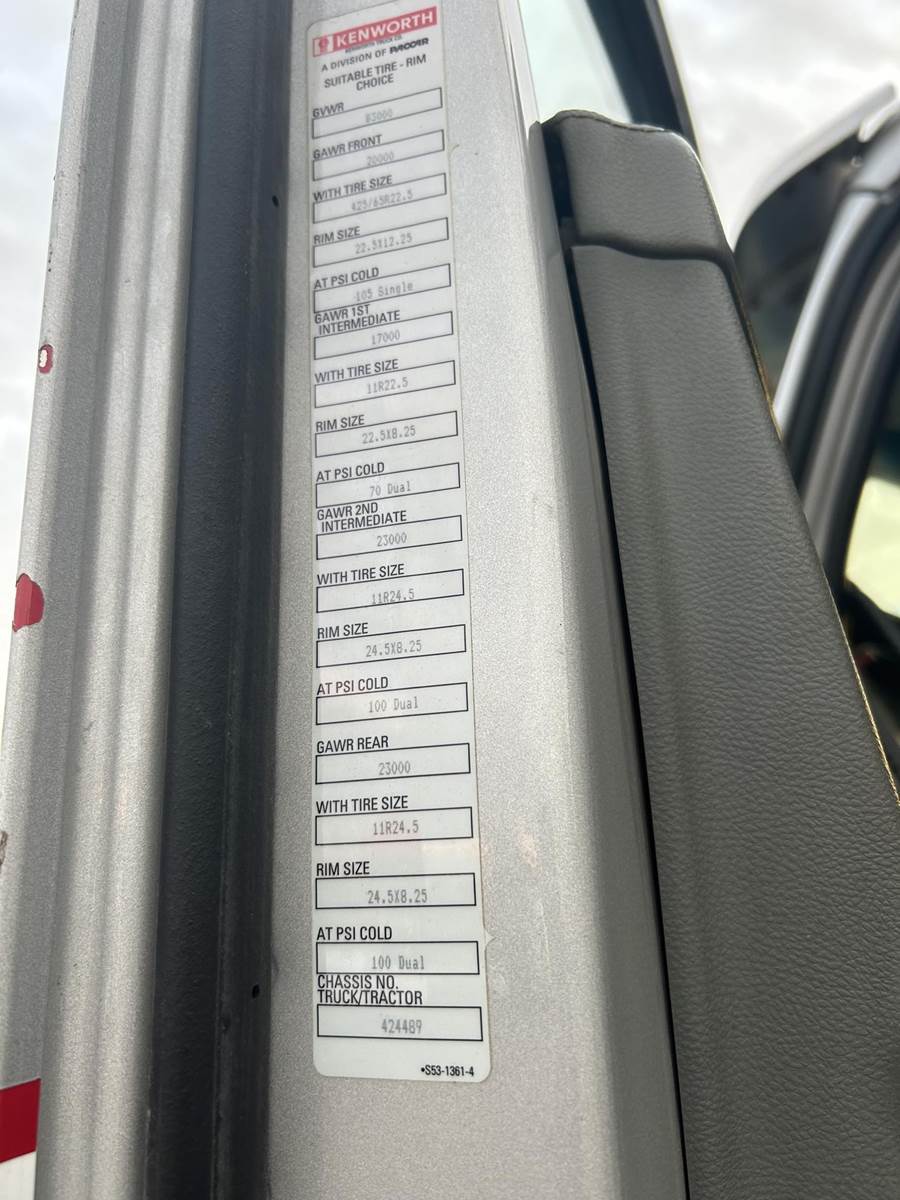 KENWORTH
KENWORTH TRUCK CO.
A DIVISION OF PACCAR
SUITABLE TIRE - RIM
CHOICE
GVWR
83000
GAWR FRONT
20000
WITH TIRE SIZE
425/65R22.5
RIM SIZE
22.5X12.25
AT PSI COLD
105 Single
GAWR 1ST
INTERMEDIATE
17000
WITH TIRE SIZE
11R22.5
RIM SIZE
22.5X8.25
AT PSI COLD
70 Dual
GAWR 2ND
INTERMEDIATE
23000
WITH TIRE SIZE
11R24.5
RIM SIZE
24.5X8.25
AT PSI COLD
100 Dual
GAWR REAR
23000
WITH TIRE SIZE
11R24.5
RIM SIZE
24.5X8.25
AT PSI COLD
100 Dual
CHASSIS NO.
TRUCK/TRACTOR
424489
•S53-1361-4